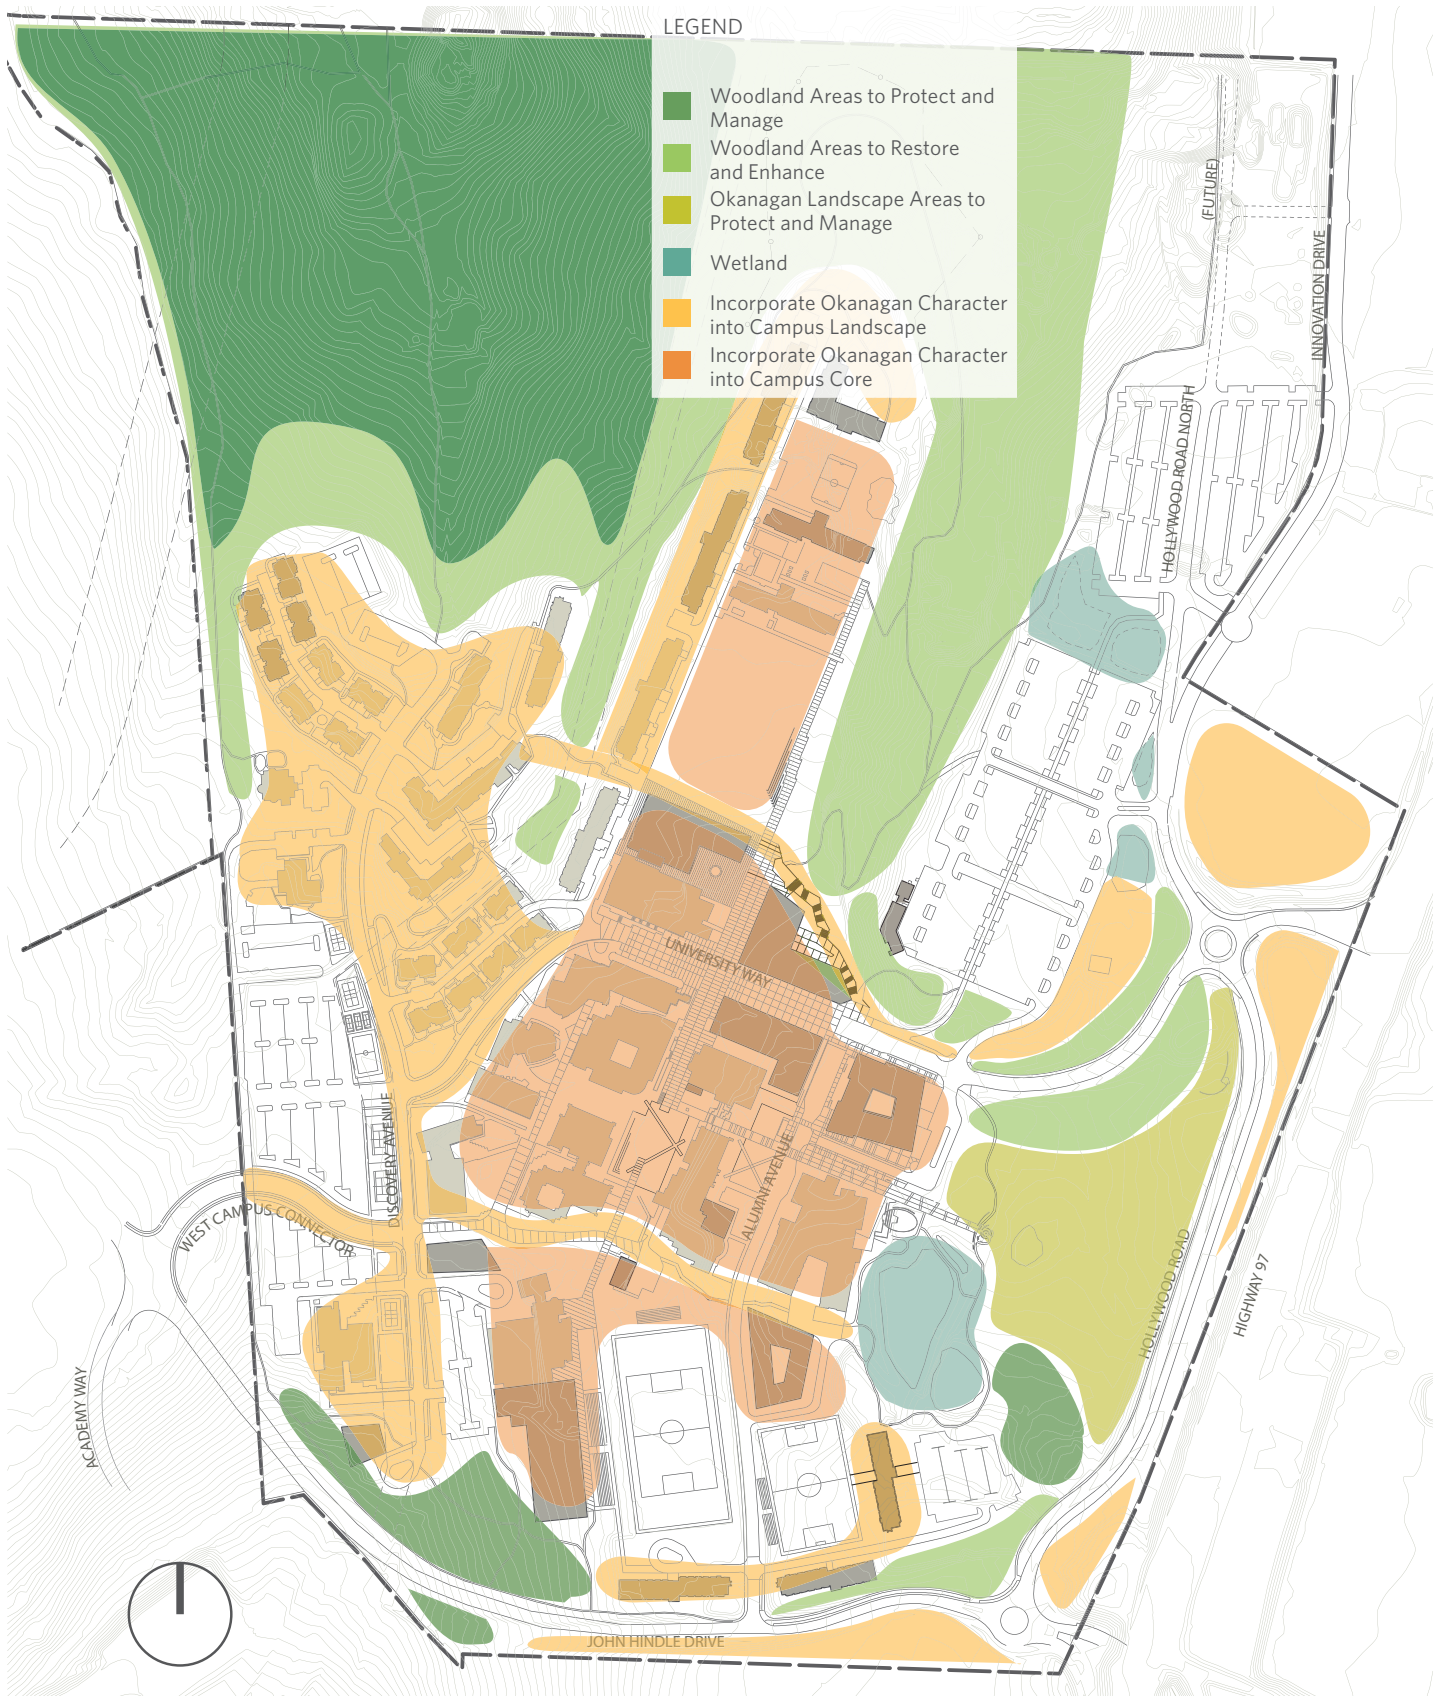 LEGEND
Woodland Areas to Protect and
Manage
Woodland Areas to Restore
and Enhance
Okanagan Landscape Areas to
Protect and Manage
Wetland
Incorporate Okanagan Character
into Campus Landscape
Incorporate Okanagan Character
into Campus Core
(FUTURE)
INNOVATION DRIVE
HOLLYWOOD ROAD NORTH
UNIVERSITY WAY
DISCOVERY AVENUE
ALUMNI AVENUE
WEST CAMPUS CONNECTOR
HOLLYWOOD ROAD
HIGHWAY 97
ACADEMY WAY
JOHN HINDLE DRIVE